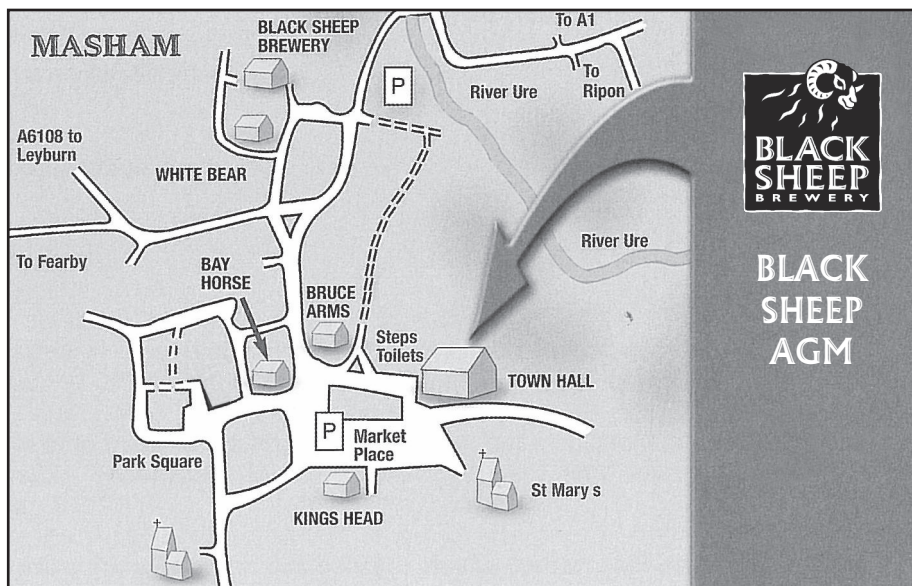 MASHAM
BLACK SHEEP
BREWERY
P
To A1
To
Ripon
River Ure
A6108 to
Leyburn
WHITE BEAR
To Fearby
BAY
HORSE
BRUCE
ARMS
River Ure
Steps
Toilets
TOWN HALL
P
Market
Place
Park Square
KINGS HEAD
St Mary s
BLACK
SHEEP
BREWERY
BLACK
SHEEP
AGM